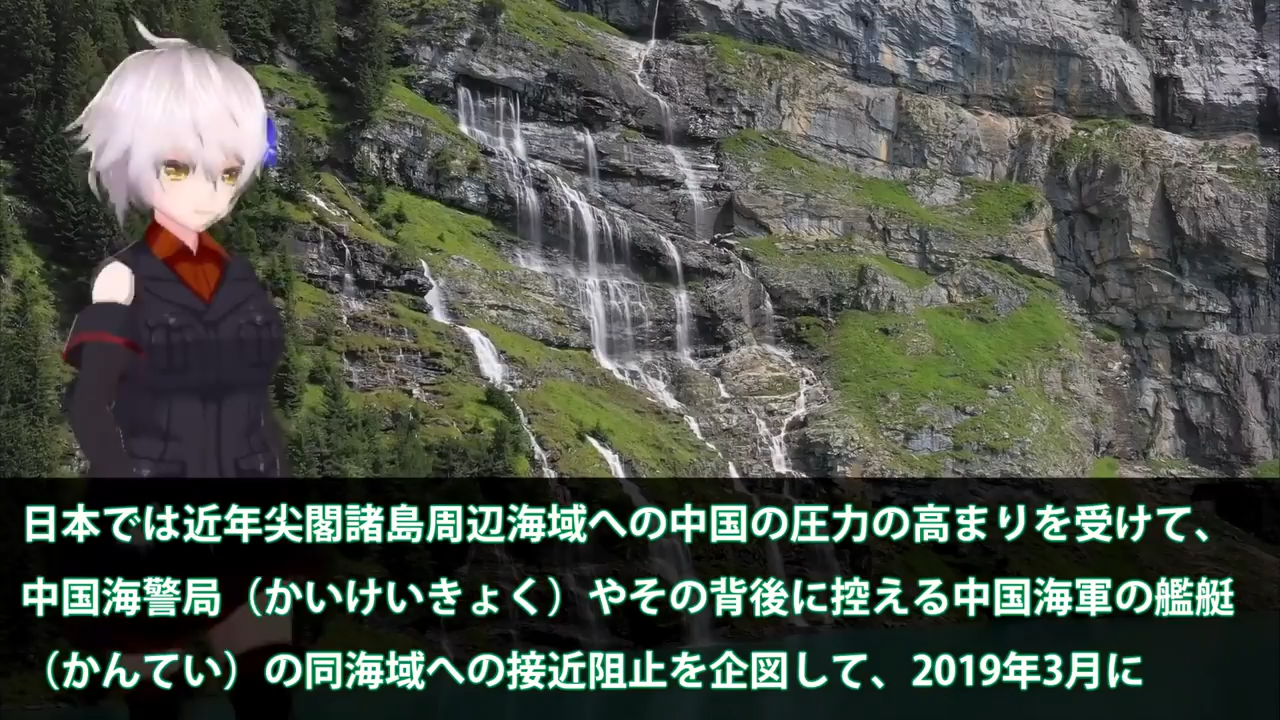 日本では近年尖閣諸島周辺海域への中国の圧力の高まりを受けて、
中国海警局（かいけいきょく）やその背後に控える中国海軍の艦艇
（かんてい）の同海域への接近阻止を企図して、2019年3月に